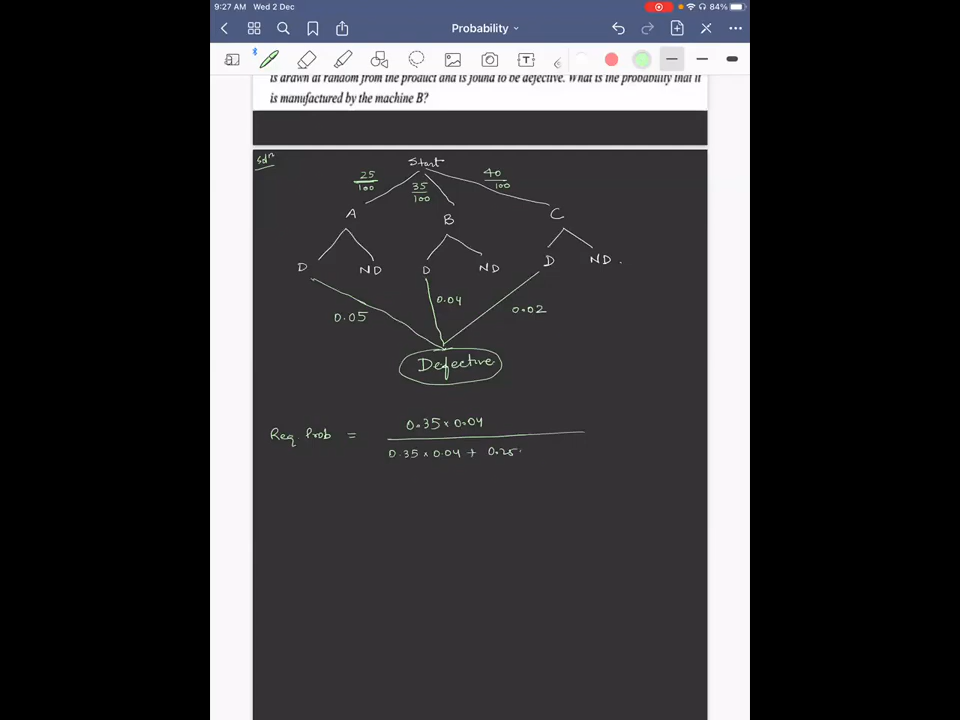 9:27 AM Wed 2 Dec
84%
Probability
is drawn at random from the product and is found to be defective. What is the probability that it
is manufactured by the machine B?
Soln
Start
25/100 35/100 40/100
A B C
D ND D ND D ND.
0.05 0.04 0.02
Defective
Req Prob = 0.35 x 0.04
0.35 x 0.04 + 0.25